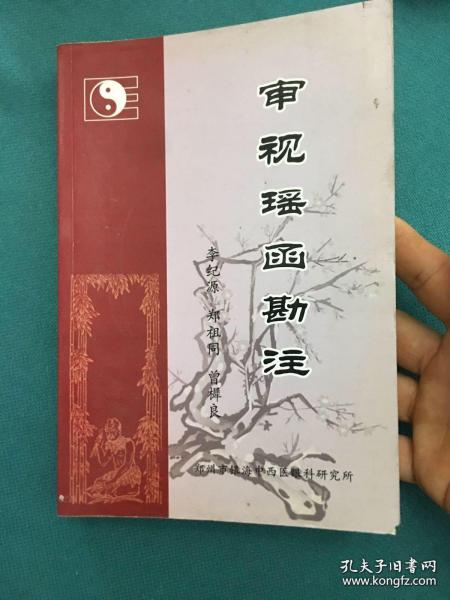 审视瑶函勘注
李纪源 郑祖同 曾樨良
郑州市陇海中西医眼科研究所
孔夫子旧书网
www.kongfz.com